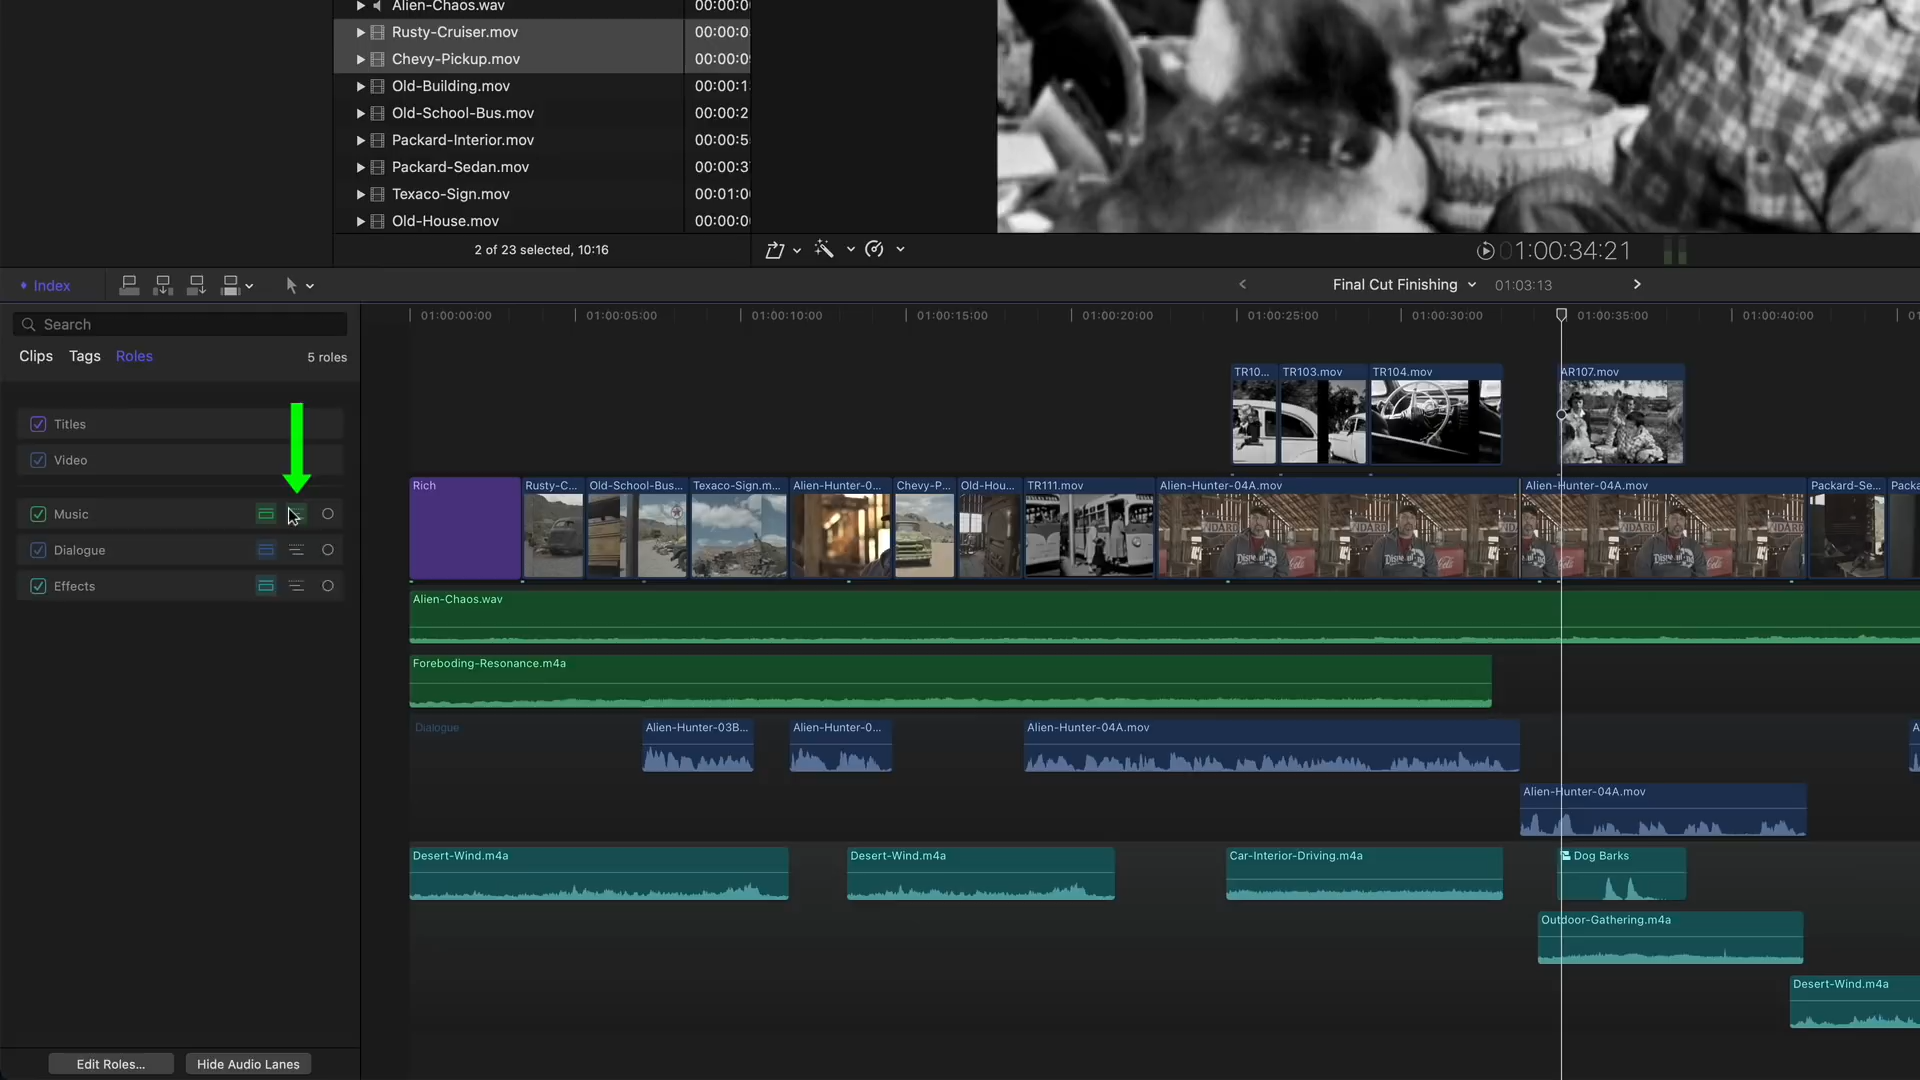 Alien-Chaos.wav 00:00:0
Rusty-Cruiser.mov 00:00:0
Chevy-Pickup.mov 00:00:0
Old-Building.mov 00:00:1
Old-School-Bus.mov 00:00:2
Packard-Interior.mov 00:00:5
Packard-Sedan.mov 00:00:3
Texaco-Sign.mov 00:01:0
Old-House.mov 00:00:0
2 of 23 selected, 10:16
01:00:34:21
Index
Final Cut Finishing 01:03:13
Search
01:00:00:00 01:00:05:00 01:00:10:00 01:00:15:00 01:00:20:00 01:00:25:00 01:00:30:00 01:00:35:00 01:00:40:00
Clips Tags Roles 5 roles
TR10... TR103.mov TR104.mov AR107.mov
Titles
Video
Rich Rusty-C... Old-School-Bus... Texaco-Sign.m... Alien-Hunter-0... Chevy-P... Old-Hou... TR111.mov Alien-Hunter-04A.mov Alien-Hunter-04A.mov Packard-Se... Packa
Music
Dialogue
Effects
Alien-Chaos.wav
Foreboding-Resonance.m4a
Dialogue Alien-Hunter-03B... Alien-Hunter-0... Alien-Hunter-04A.mov A
Alien-Hunter-04A.mov
Desert-Wind.m4a Desert-Wind.m4a Car-Interior-Driving.m4a Dog Barks
Outdoor-Gathering.m4a
Desert-Wind.m4a
Edit Roles... Hide Audio Lanes